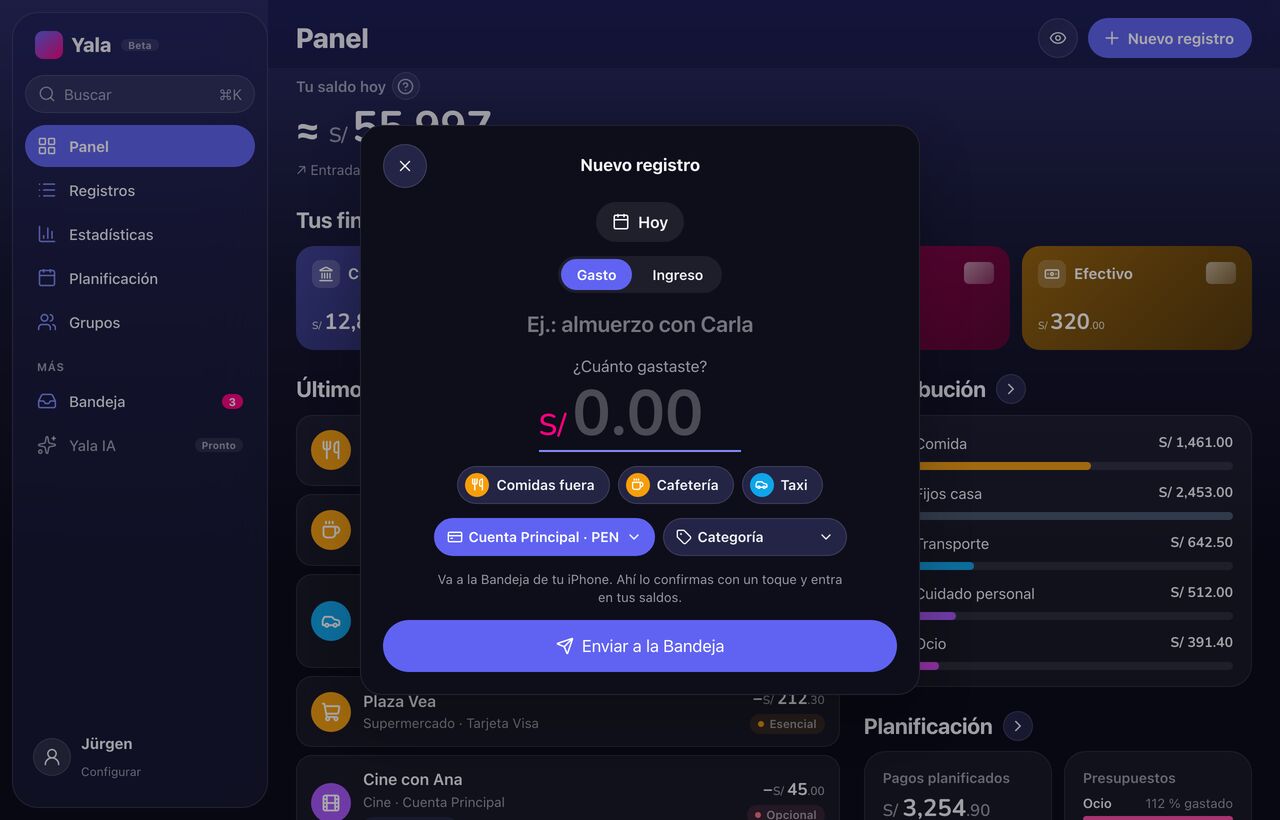 Yala Beta
Buscar ⌘K
Panel
Registros
Estadísticas
Planificación
Grupos
MÁS
Bandeja 3
Yala IA Pronto
Jürgen
Configurar
Panel
Nuevo registro
Tu saldo hoy ?
≈ S/ 55,997
Entrada
Tus fin
Efectivo
S/ 320.00
Nuevo registro
Hoy
Gasto Ingreso
Ej.: almuerzo con Carla
¿Cuánto gastaste?
S/ 0.00
Comidas fuera Cafetería Taxi
Cuenta Principal · PEN Categoría
Va a la Bandeja de tu iPhone. Ahí lo confirmas con un toque y entra
en tus saldos.
Enviar a la Bandeja
Último
Plaza Vea −S/ 212.30
Supermercado · Tarjeta Visa Esencial
Cine con Ana −S/ 45.00
Cine · Cuenta Principal Opcional
bución
Comida S/ 1,461.00
Fijos casa S/ 2,453.00
Transporte S/ 642.50
Cuidado personal S/ 512.00
Ocio S/ 391.40
Planificación
Pagos planificados
S/ 3,254.90
Presupuestos
Ocio 112 % gastado